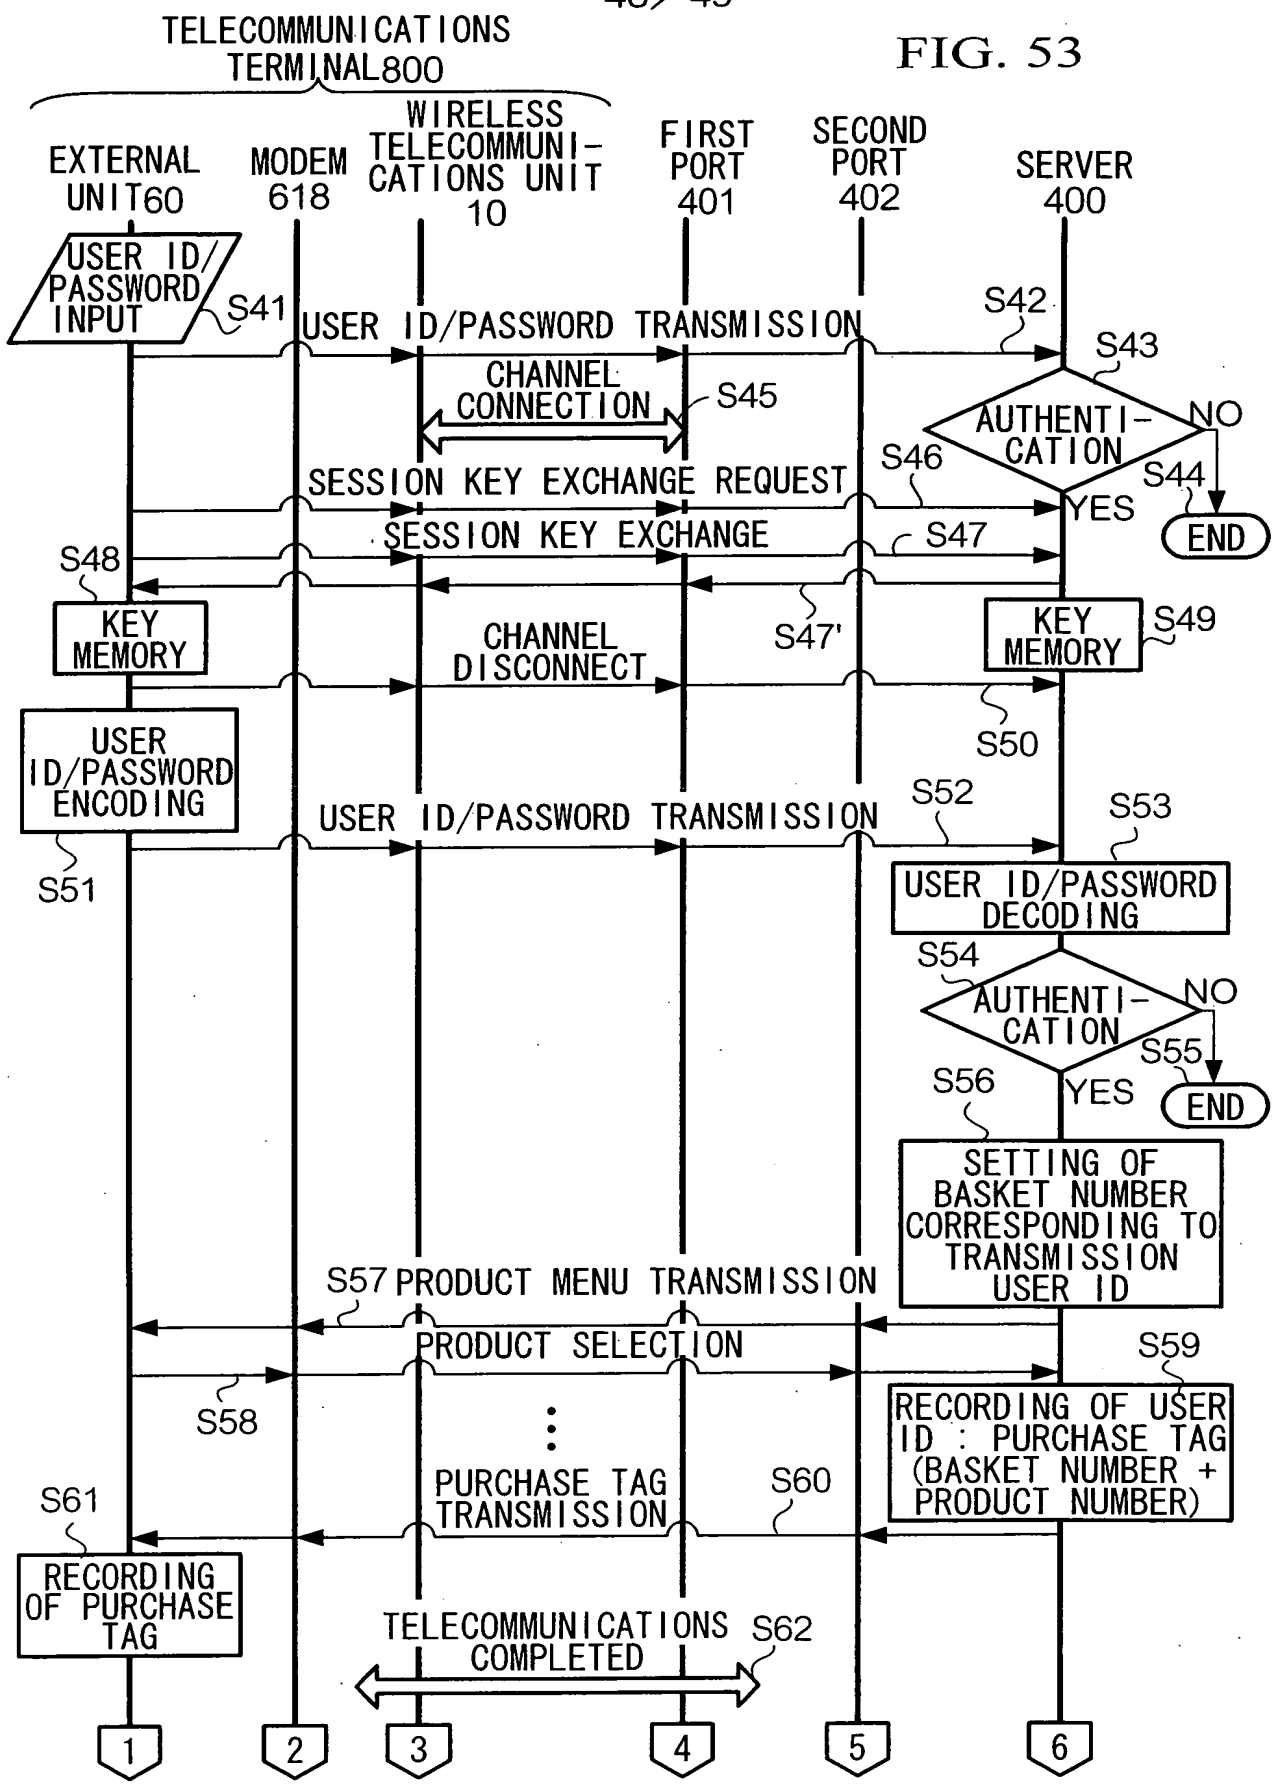 FIG. 53
TELECOMMUNICATIONS
TERMINAL 800
EXTERNAL
UNIT 60
MODEM
618
WIRELESS
TELECOMMUNI-
CATIONS UNIT
10
FIRST
PORT
401
SECOND
PORT
402
SERVER
400
USER ID/
PASSWORD
INPUT
S41
USER ID/PASSWORD TRANSMISSION
S42
S43
CHANNEL
CONNECTION
S45
AUTHENTI-
CATION
NO
S44
END
YES
SESSION KEY EXCHANGE REQUEST
S46
SESSION KEY EXCHANGE
S47
S48
S47'
KEY
MEMORY
KEY
MEMORY
S49
CHANNEL
DISCONNECT
S50
USER
ID/PASSWORD
ENCODING
S51
USER ID/PASSWORD TRANSMISSION
S52
S53
USER ID/PASSWORD
DECODING
S54
AUTHENTI-
CATION
NO
S55
END
YES
S56
SETTING OF
BASKET NUMBER
CORRESPONDING TO
TRANSMISSION
USER ID
S57
PRODUCT MENU TRANSMISSION
PRODUCT SELECTION
S58
S59
RECORDING OF USER
ID : PURCHASE TAG
(BASKET NUMBER +
PRODUCT NUMBER)
PURCHASE TAG
TRANSMISSION
S60
S61
RECORDING
OF PURCHASE
TAG
TELECOMMUNICATIONS
COMPLETED
S62
1
2
3
4
5
6